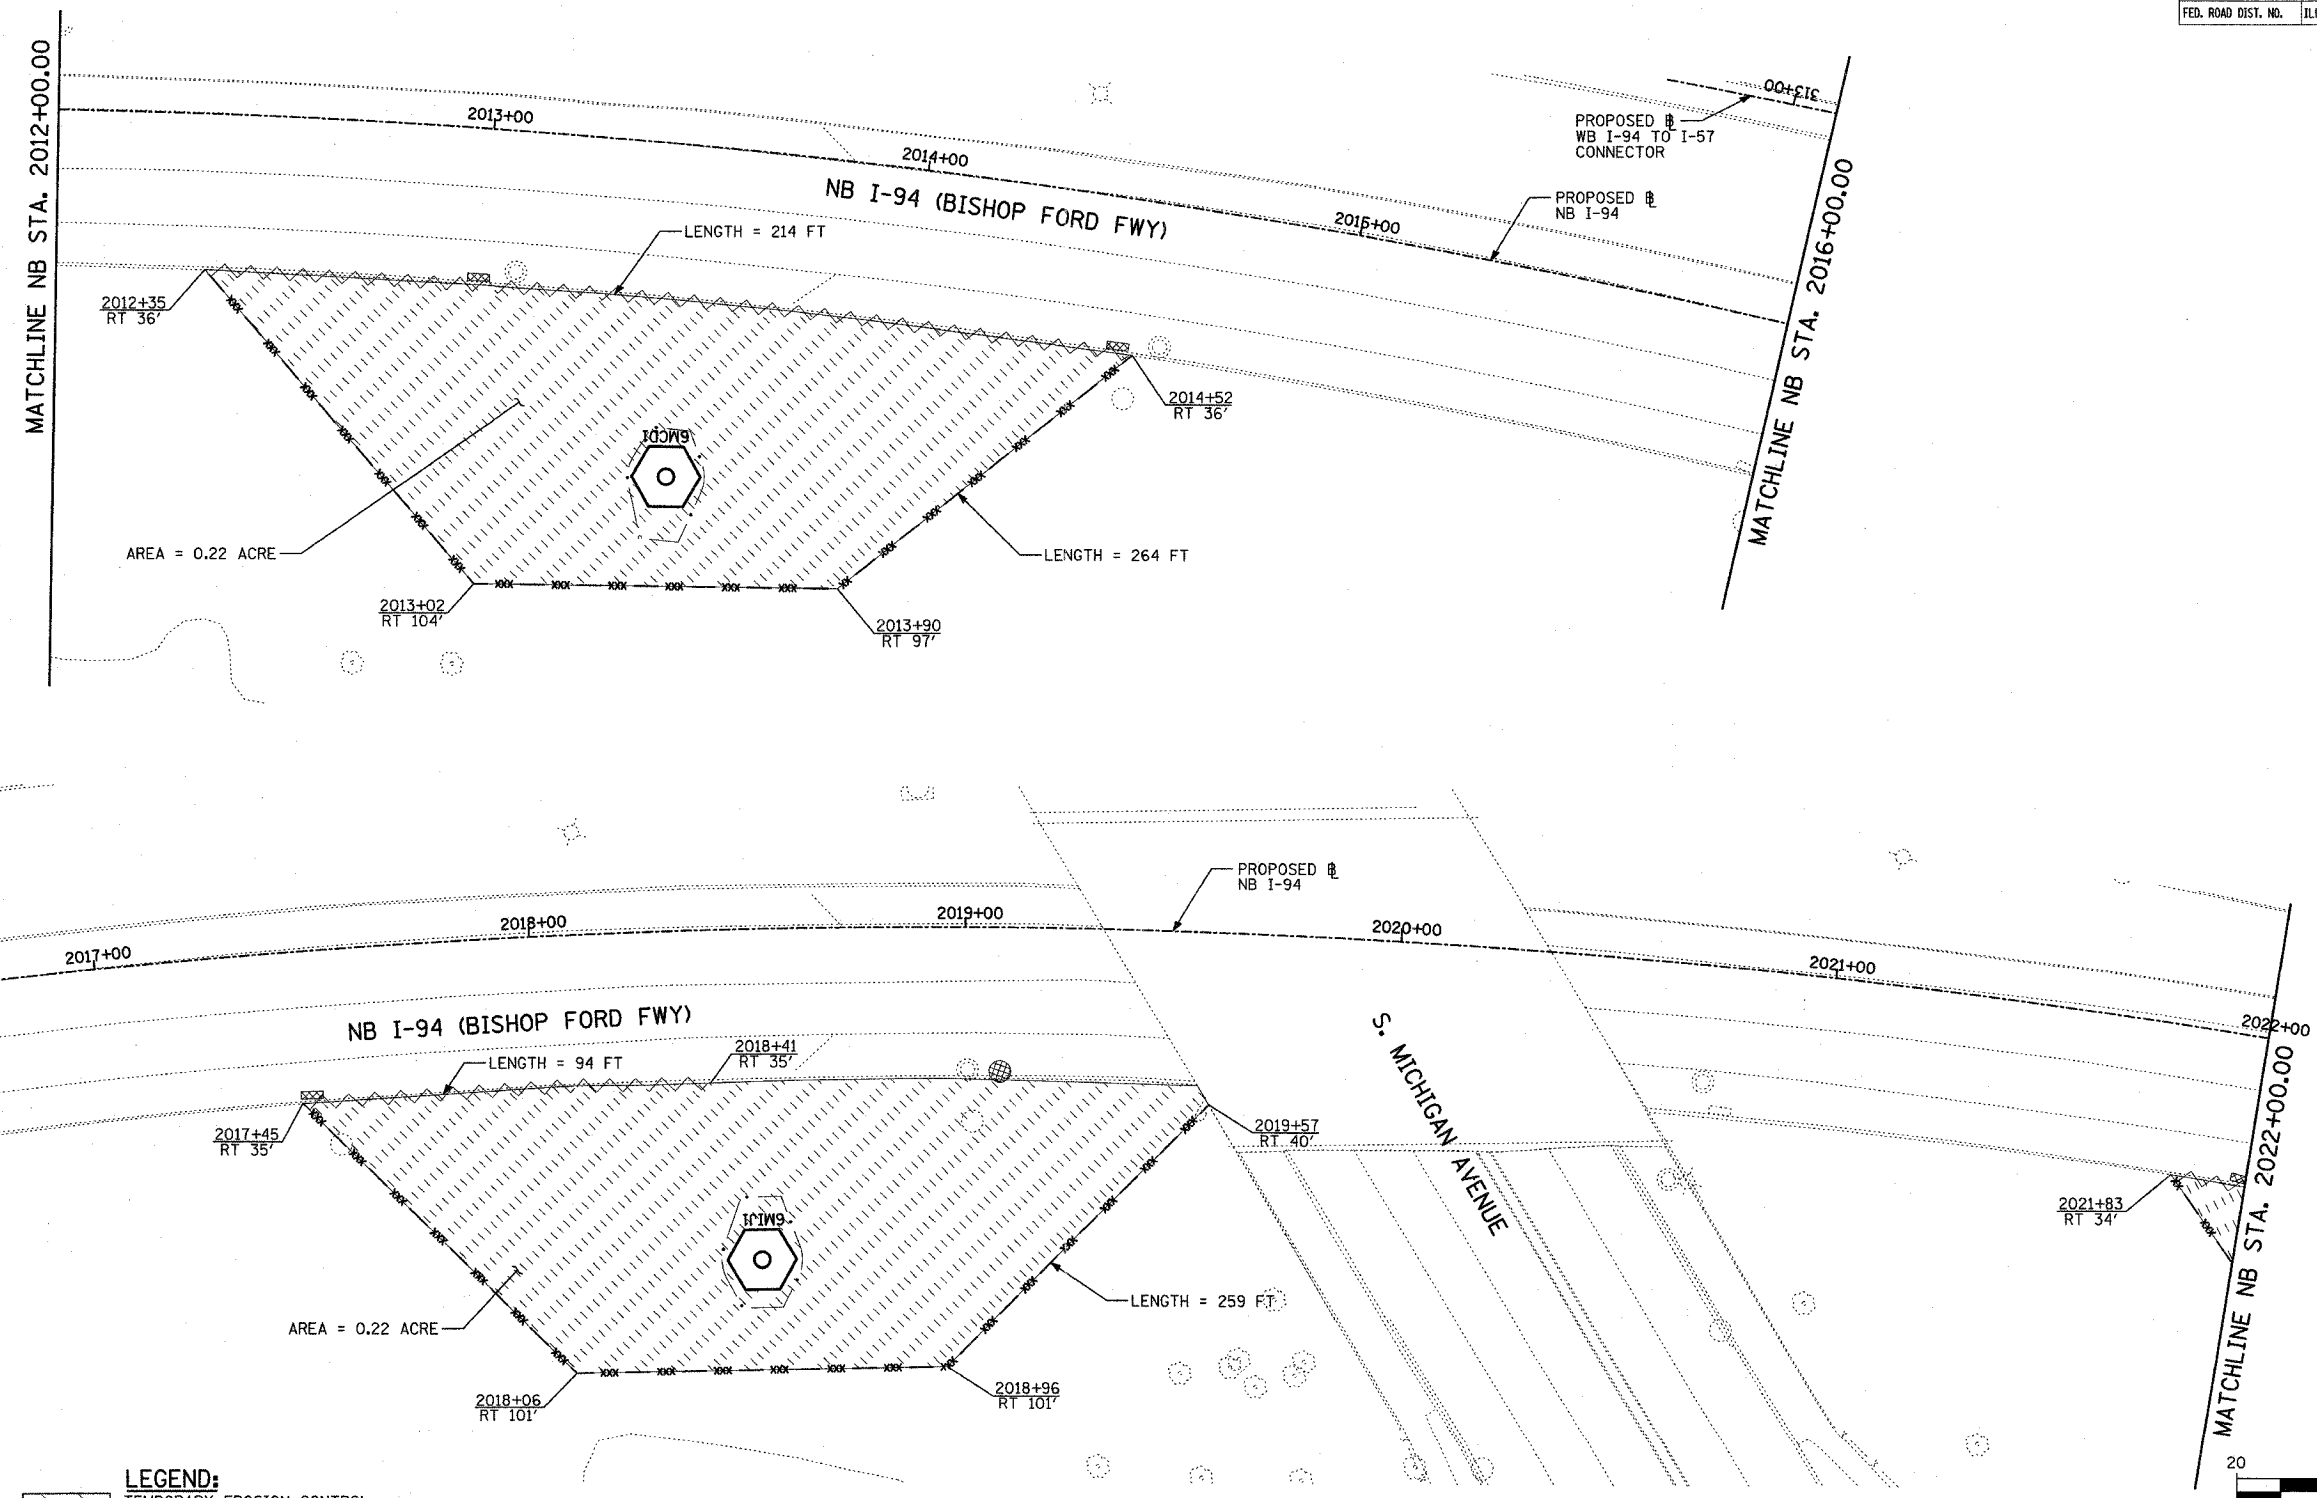 FED. ROAD DIST. NO.
MATCHLINE NB STA. 2012+00.00
2013+00
2014+00
2015+00
313+00
PROPOSED ⅊
WB I-94 TO I-57
CONNECTOR
PROPOSED ⅊
NB I-94
NB I-94 (BISHOP FORD FWY)
MATCHLINE NB STA. 2016+00.00
LENGTH = 214 FT
2012+35
RT 36'
2014+52
RT 36'
6MCD1
AREA = 0.22 ACRE
LENGTH = 264 FT
2013+02
RT 104'
2013+90
RT 97'
PROPOSED ⅊
NB I-94
2017+00
2018+00
2019+00
2020+00
2021+00
2022+00
NB I-94 (BISHOP FORD FWY)
LENGTH = 94 FT
2018+41
RT 35'
S. MICHIGAN AVENUE
2017+45
RT 35'
2019+57
RT 40'
2021+83
RT 34'
MATCHLINE NB STA. 2022+00.00
6MIJ1
AREA = 0.22 ACRE
LENGTH = 259 FT
2018+06
RT 101'
2018+96
RT 101'
LEGEND:
TEMPORARY EROSION CONTROL
20